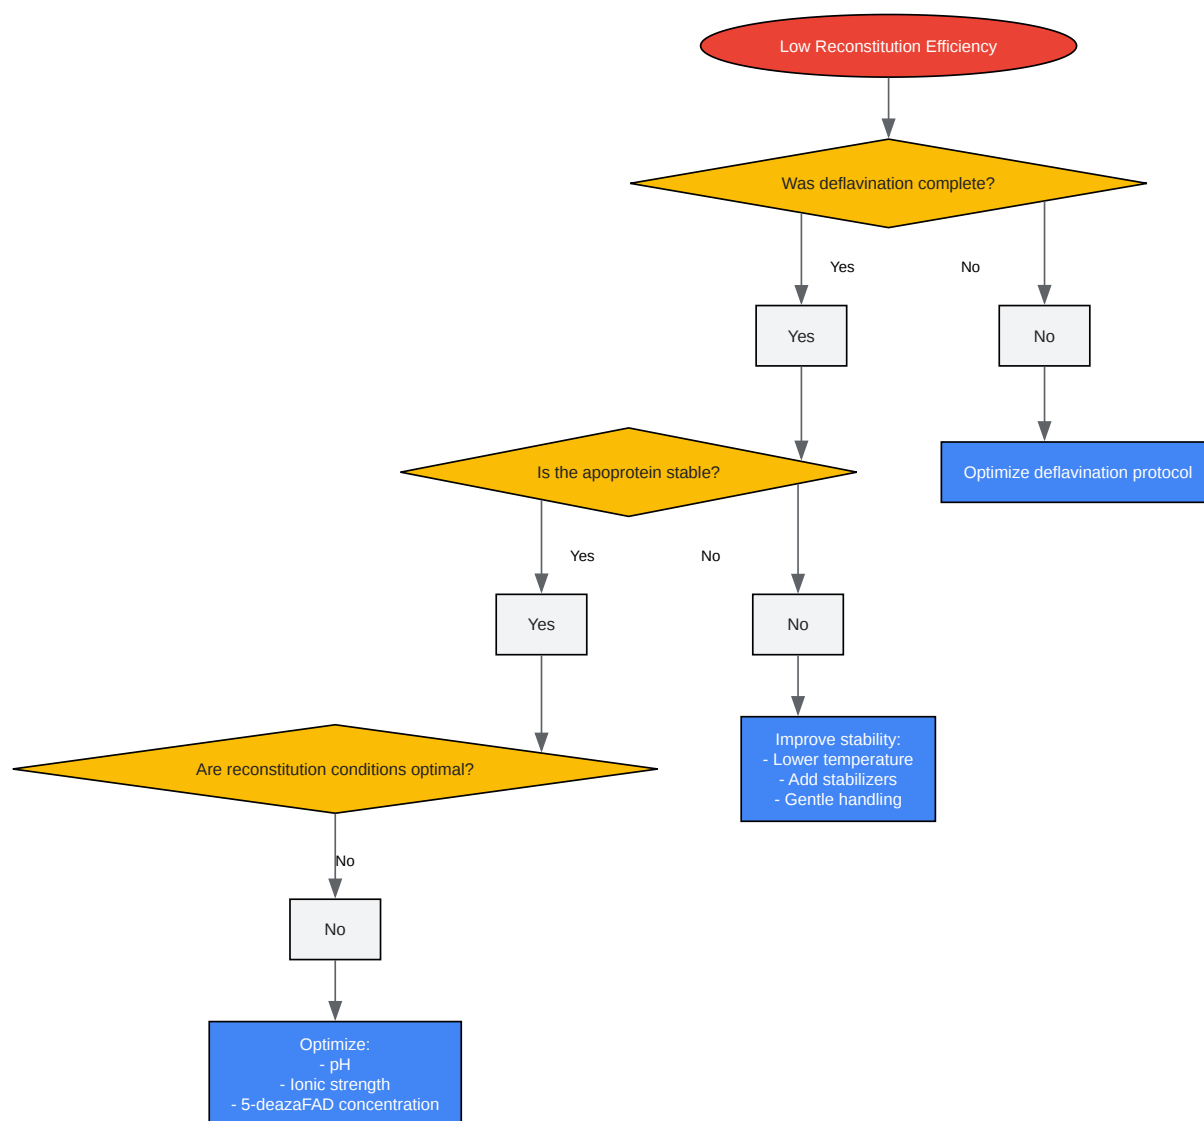 Low Reconstitution Efficiency
Was deflavination complete?
Yes
No
Yes
No
Is the apoprotein stable?
Optimize deflavination protocol
Yes
No
Yes
No
Improve stability:
- Lower temperature
- Add stabilizers
- Gentle handling
Are reconstitution conditions optimal?
No
No
Optimize:
- pH
- Ionic strength
- 5-deazaFAD concentration